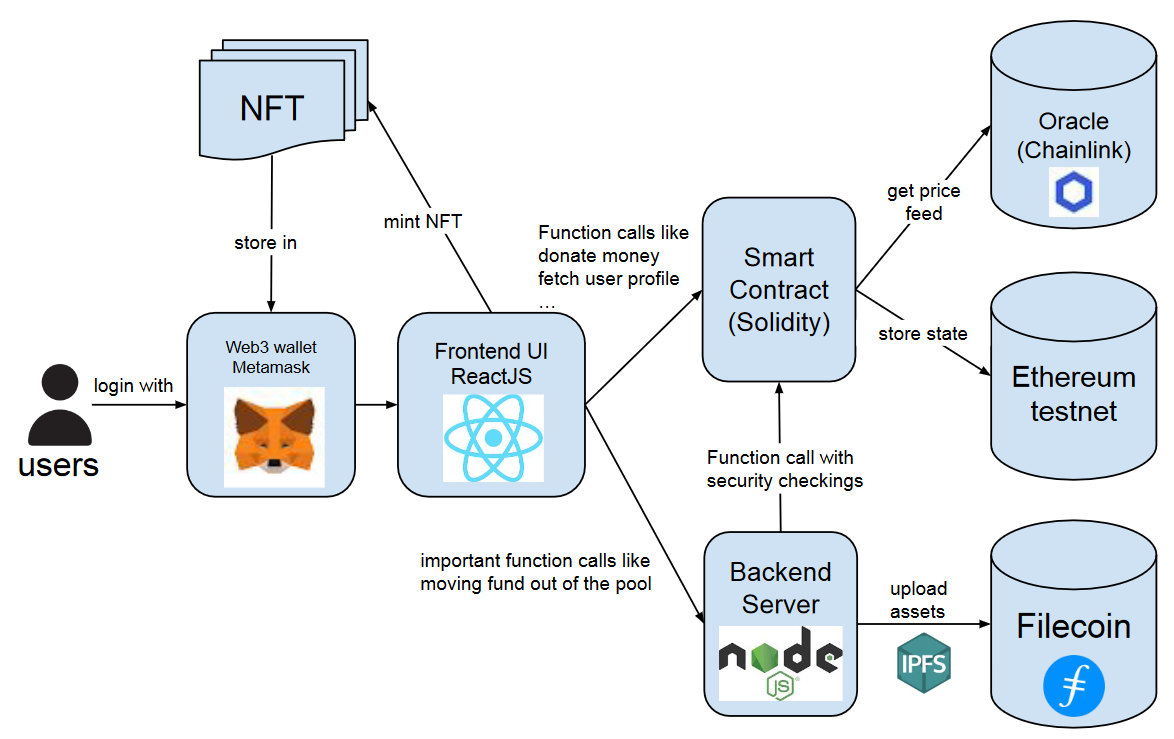 NFT
store in
mint NFT
users
login with
Web3 wallet
Metamask
Frontend UI
ReactJS
Function calls like
donate money
fetch user profile
...
important function calls like
moving fund out of the pool
Smart
Contract
(Solidity)
Function call with
security checkings
Backend
Server
node
JS
®
get price
feed
store state
upload
assets
IPFS
Oracle
(Chainlink)
Ethereum
testnet
Filecoin